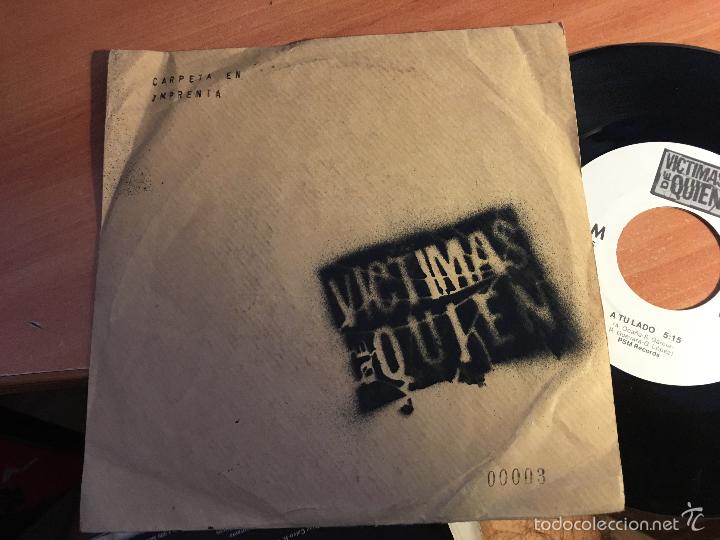 CARPETA EN
IMPRENTA
VICTIMAS
DE QUIEN
00003
VICTIMAS
DE QUIEN
A TU LADO 5:15
PSM Records
todocoleccion.net